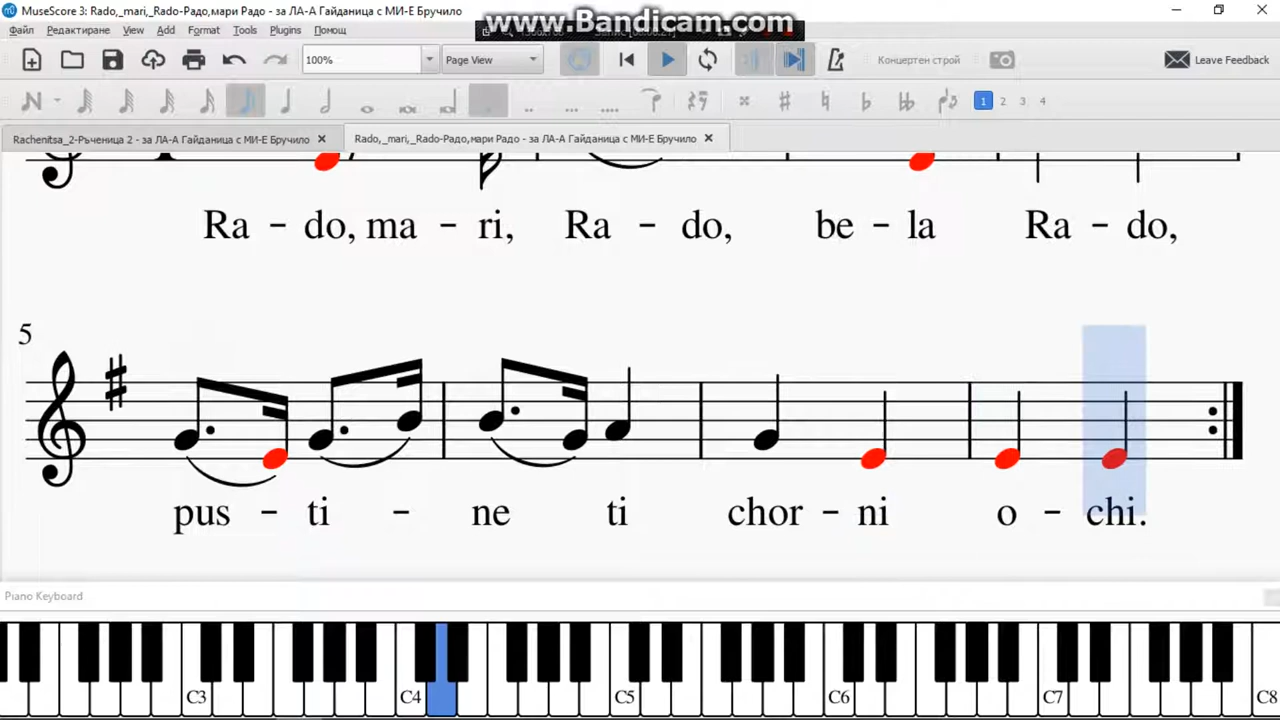 MuseScore 3: Rado,_mari,_Rado-Радо,мари Радо - за ЛА-А Гайданица с МИ-Е Бручило
www.Bandicam.com
Файл Редактиране View Add Format Tools Plugins Помощ
100% Page View Концертен строй Leave Feedback
1 2 3 4
Rachenitsa_2-Ръченица 2 - за ЛА-А Гайданица с МИ-Е Бручило
Rado,_mari,_Rado-Радо,мари Радо - за ЛА-А Гайданица с МИ-Е Бручило
Ra - do, ma - ri, Ra - do, be - la Ra - do,
5
pus - ti - ne ti chor - ni o - chi.
Piano Keyboard
C3 C4 C5 C6 C7 C8